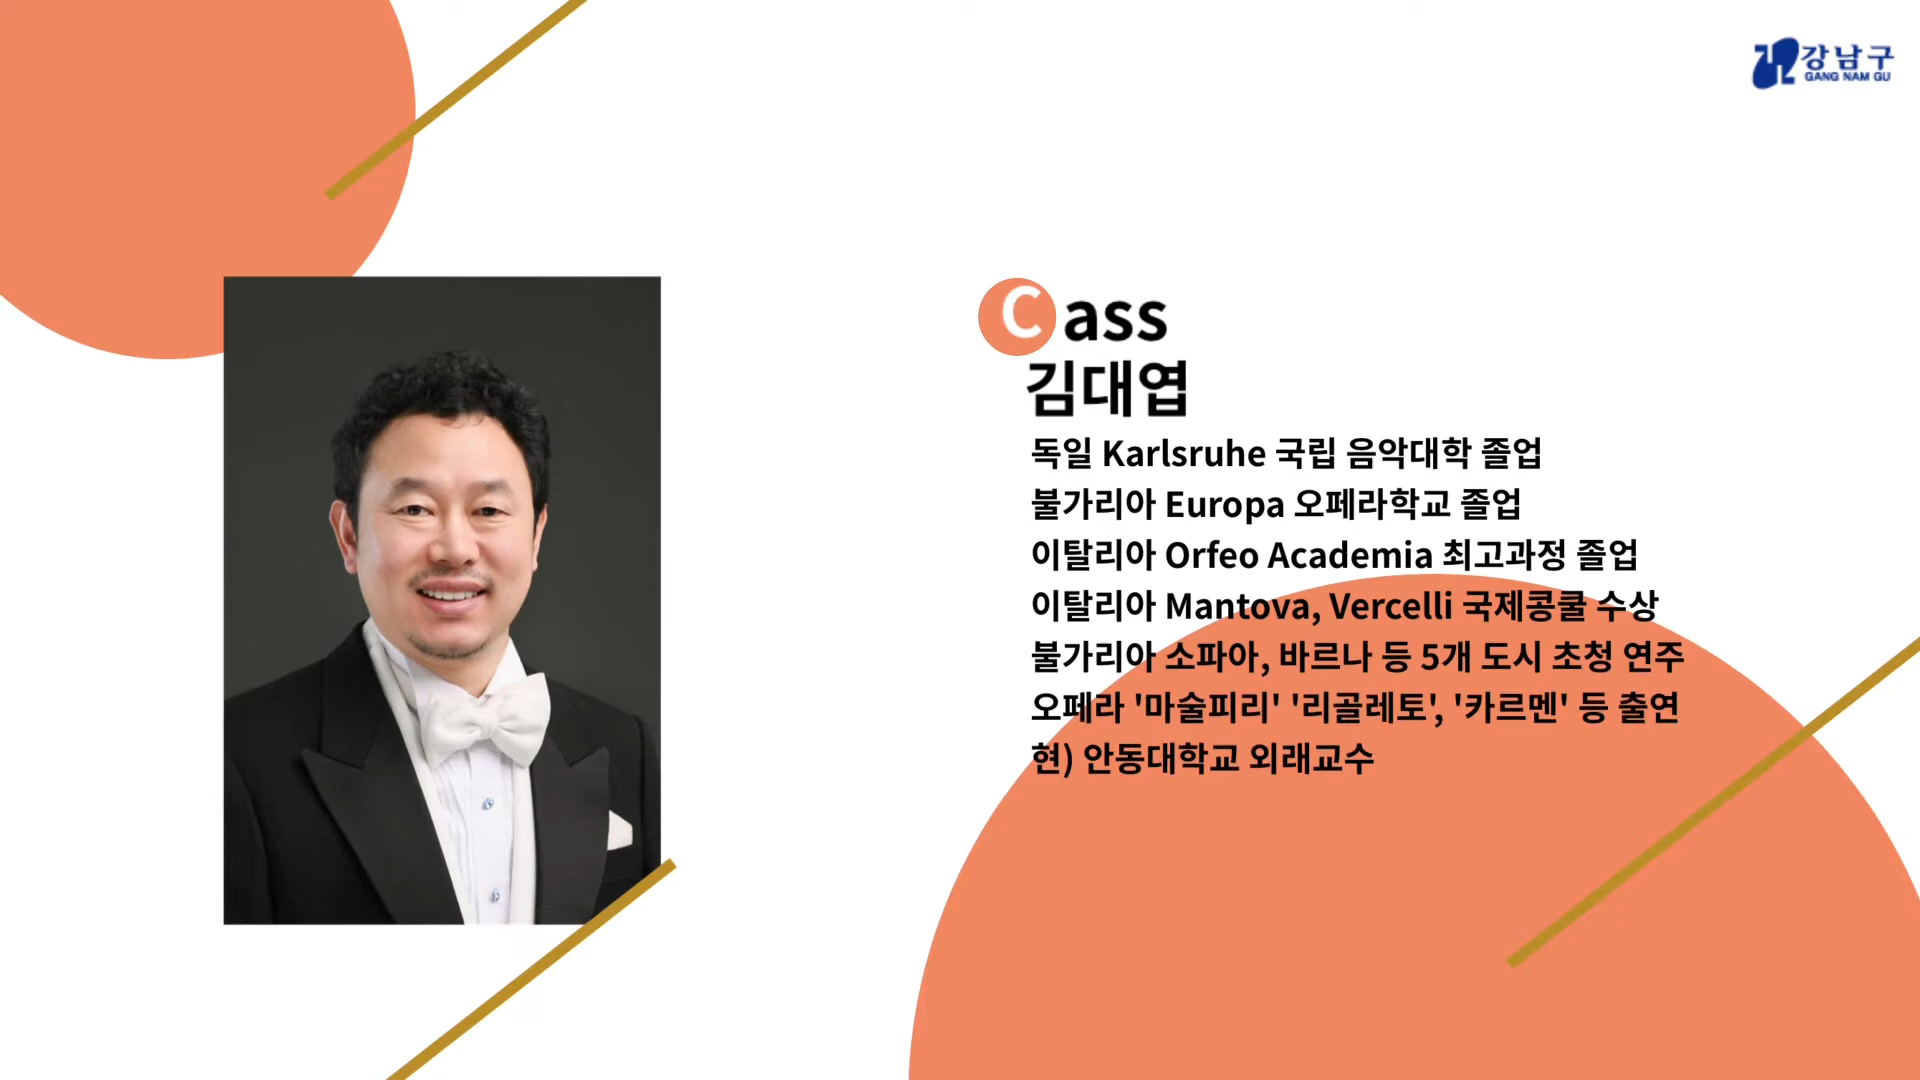 강남구
GANG NAM GU
Cass
김대엽
독일 Karlsruhe 국립 음악대학 졸업
불가리아 Europa 오페라학교 졸업
이탈리아 Orfeo Academia 최고과정 졸업
이탈리아 Mantova, Vercelli 국제콩쿨 수상
불가리아 소파아, 바르나 등 5개 도시 초청 연주
오페라 '마술피리' '리골레토', '카르멘' 등 출연
현) 안동대학교 외래교수